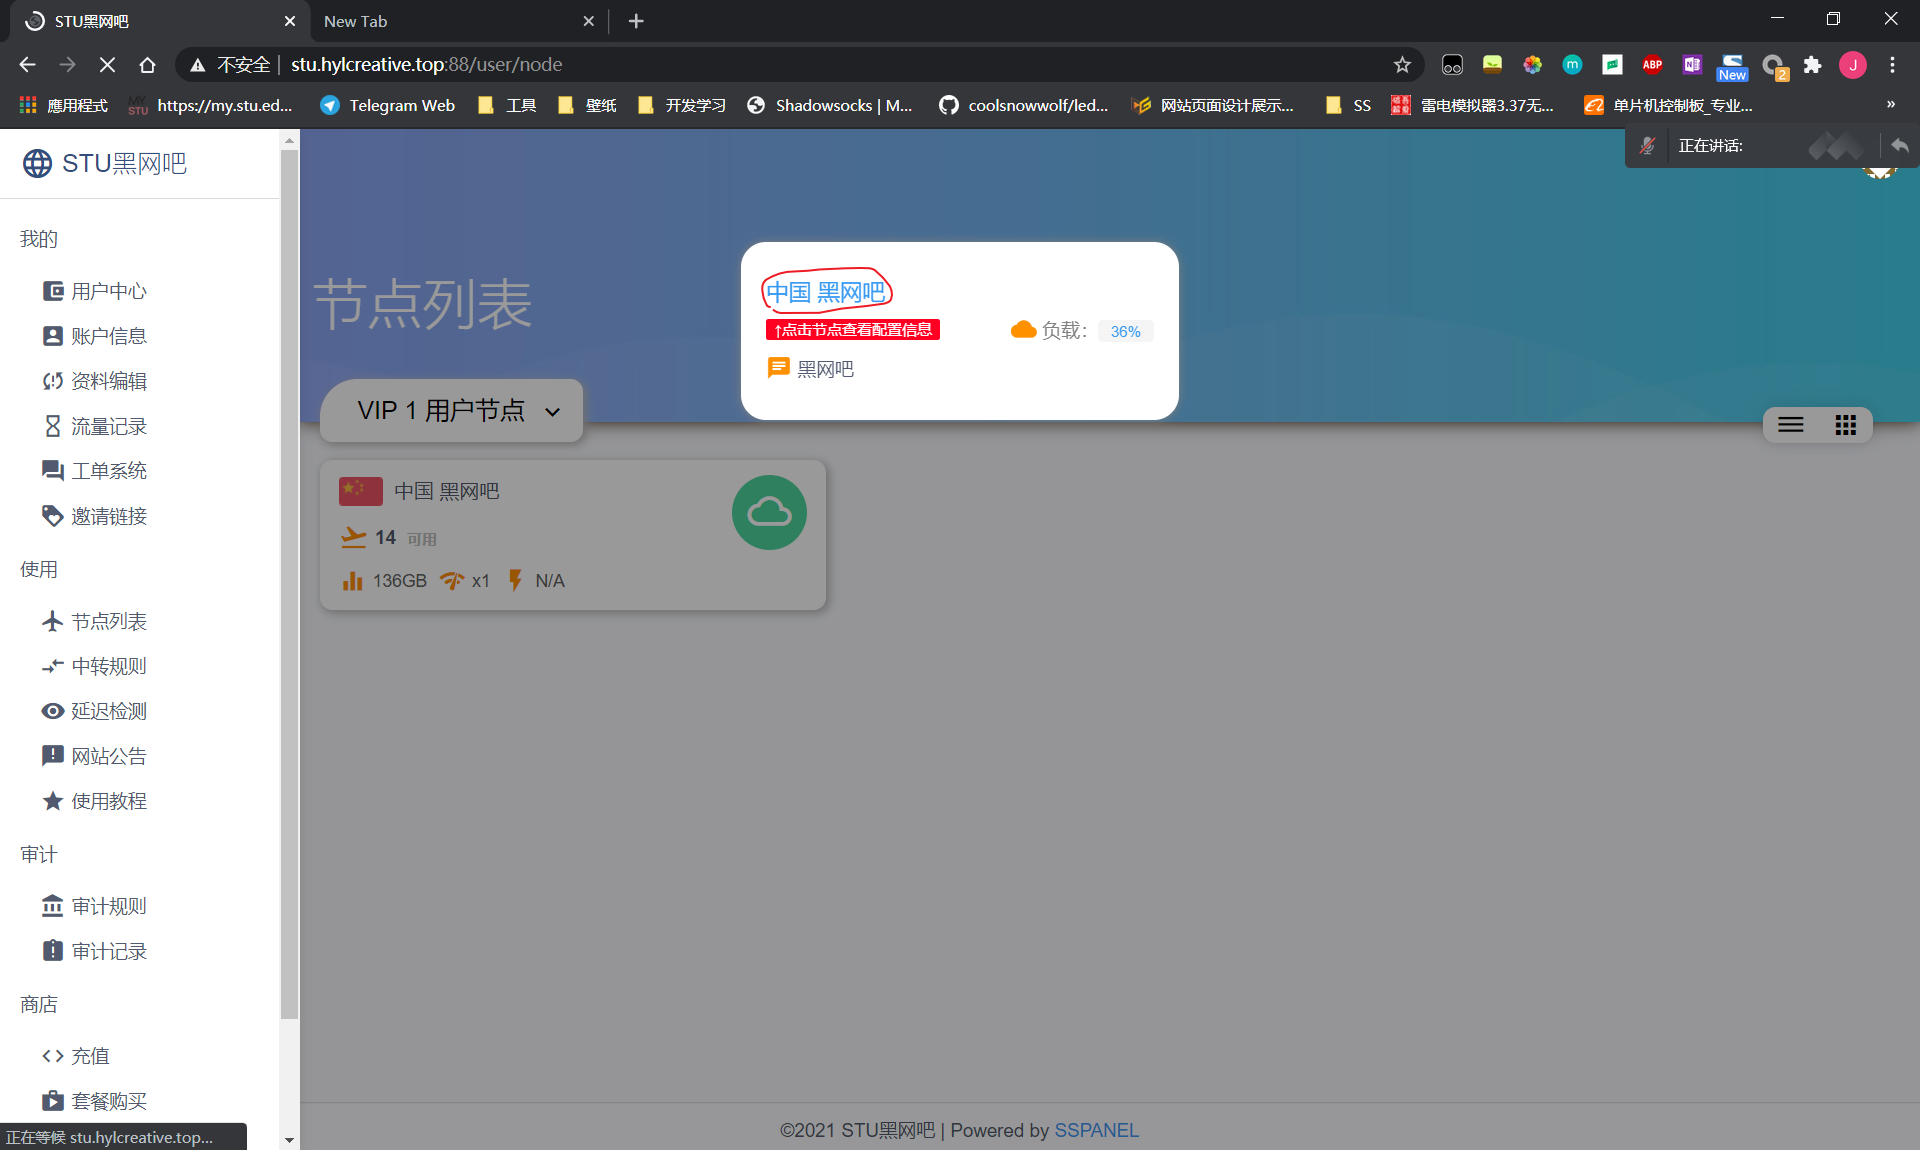 STU黑网吧
New Tab
不安全 | stu.hylcreative.top:88/user/node
New
2
ABP
m
N
J
應用程式
MY STU
https://my.stu.ed...
Telegram Web
工具
壁纸
开发学习
Shadowsocks | M...
coolsnowwolf/led...
网站页面设计展示...
SS
雷电模拟器3.37无...
单片机控制板_专业...
»
正在讲话:
STU黑网吧
我的
用户中心
账户信息
资料编辑
流量记录
工单系统
邀请链接
使用
节点列表
中转规则
延迟检测
网站公告
使用教程
审计
审计规则
审计记录
商店
充值
套餐购买
正在等候 stu.hylcreative.top...
节点列表
中国 黑网吧
↑点击节点查看配置信息
负载:
36%
黑网吧
VIP 1 用户节点
中国 黑网吧
14 可用
136GB x1 N/A
©2021 STU黑网吧 | Powered by SSPANEL